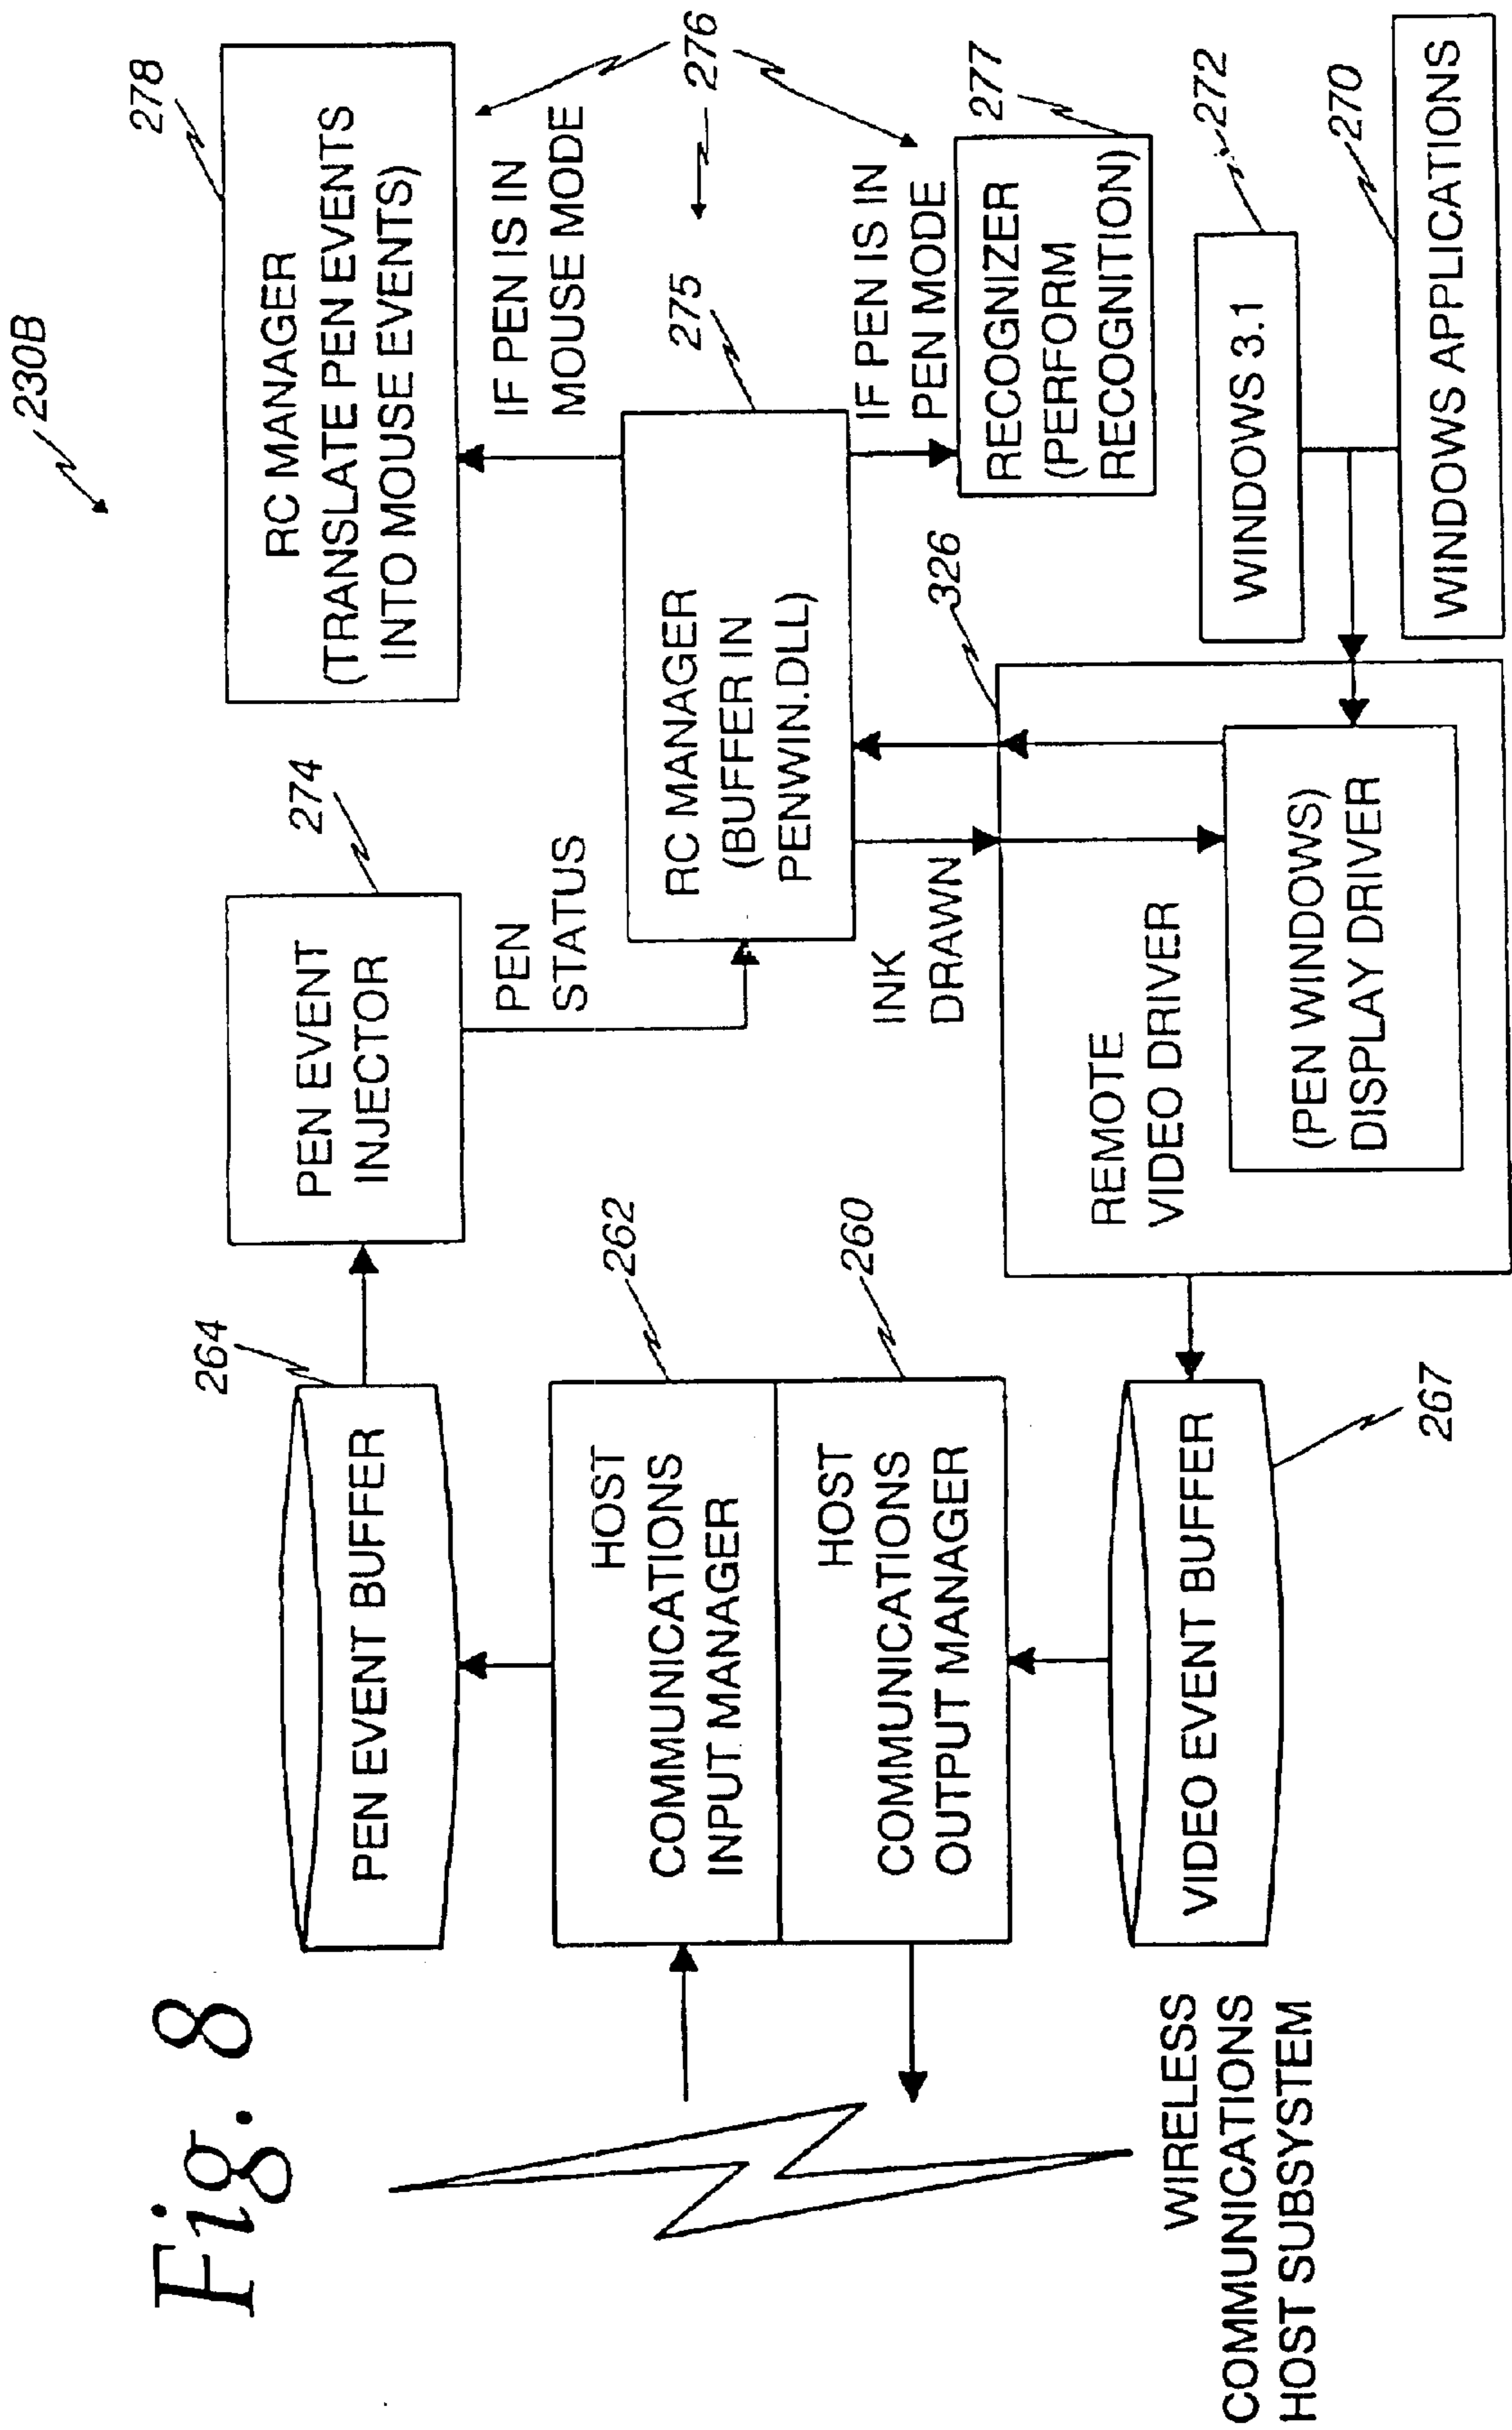 Fig. 8
230B
PEN EVENT BUFFER
264
PEN EVENT
INJECTOR
274
RC MANAGER
(TRANSLATE PEN EVENTS
INTO MOUSE EVENTS)
278
PEN
STATUS
IF PEN IS IN
MOUSE MODE
276
HOST
COMMUNICATIONS
INPUT MANAGER
262
RC MANAGER
(BUFFER IN
PENWIN.DLL)
275
HOST
COMMUNICATIONS
OUTPUT MANAGER
260
INK
DRAWN
326
IF PEN IS IN
PEN MODE
RECOGNIZER
(PERFORM
RECOGNITION)
277
REMOTE
VIDEO DRIVER
(PEN WINDOWS)
DISPLAY DRIVER
WINDOWS 3.1
272
WINDOWS APPLICATIONS
270
VIDEO EVENT BUFFER
267
WIRELESS
COMMUNICATIONS
HOST SUBSYSTEM